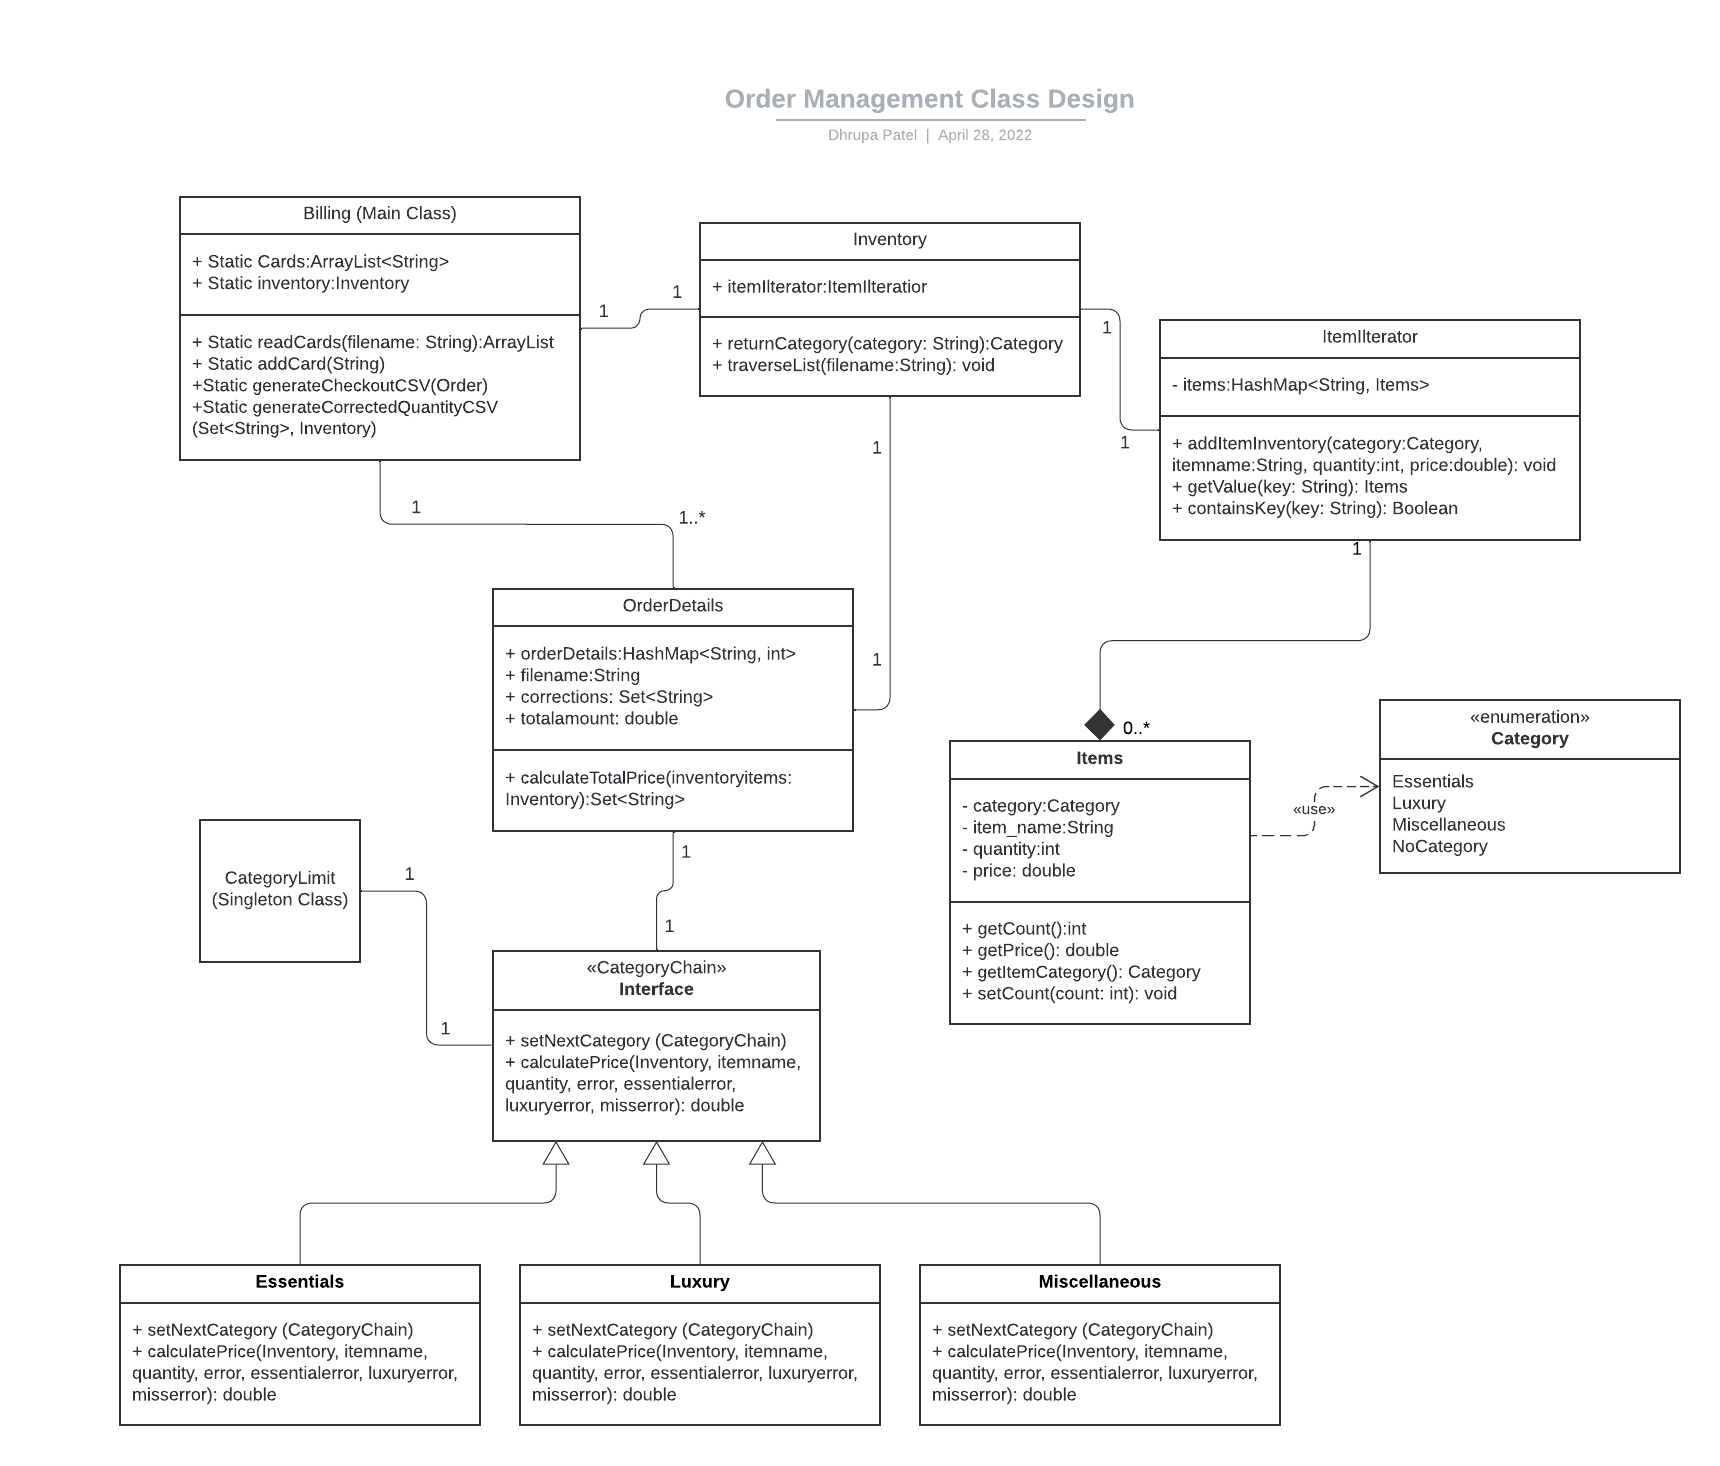 Order Management Class Design
Dhrupa Patel | April 28, 2022
Billing (Main Class)
+ Static Cards:ArrayList<String>
+ Static inventory:Inventory
+ Static readCards(filename: String):ArrayList
+ Static addCard(String)
+Static generateCheckoutCSV(Order)
+Static generateCorrectedQuantityCSV
(Set<String>, Inventory)
1
1
Inventory
+ itemIlterator:ItemIlteratior
+ returnCategory(category: String):Category
+ traverseList(filename:String): void
1
1
ItemIlterator
- items:HashMap<String, Items>
+ addItemInventory(category:Category,
itemname:String, quantity:int, price:double): void
+ getValue(key: String): Items
+ containsKey(key: String): Boolean
1
1..*
1
1
OrderDetails
+ orderDetails:HashMap<String, int>
+ filename:String
+ corrections: Set<String>
+ totalamount: double
+ calculateTotalPrice(inventoryitems:
Inventory):Set<String>
1
0..*
Items
- category:Category
- item_name:String
- quantity:int
- price: double
+ getCount():int
+ getPrice(): double
+ getItemCategory(): Category
+ setCount(count: int): void
«use»
«enumeration»
Category
Essentials
Luxury
Miscellaneous
NoCategory
CategoryLimit
(Singleton Class)
1
1
1
1
«CategoryChain»
Interface
+ setNextCategory (CategoryChain)
+ calculatePrice(Inventory, itemname,
quantity, error, essentialerror,
luxuryerror, misserror): double
Essentials
+ setNextCategory (CategoryChain)
+ calculatePrice(Inventory, itemname,
quantity, error, essentialerror, luxuryerror,
misserror): double
Luxury
+ setNextCategory (CategoryChain)
+ calculatePrice(Inventory, itemname,
quantity, error, essentialerror, luxuryerror,
misserror): double
Miscellaneous
+ setNextCategory (CategoryChain)
+ calculatePrice(Inventory, itemname,
quantity, error, essentialerror, luxuryerror,
misserror): double